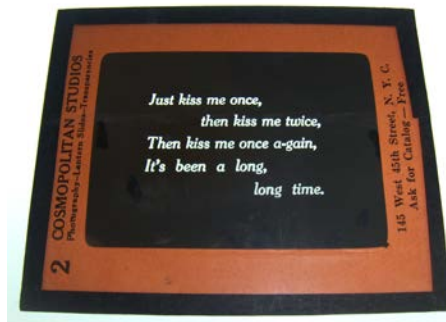 Just kiss me once,
then kiss me twice,
Then kiss me once a-gain,
It's been a long,
long time.
2 COSMOPOLITAN STUDIOS
Photography-Lantern Slides-Transparencies
145 West 45th Street, N. Y. C.
Ask for Catalog — Free